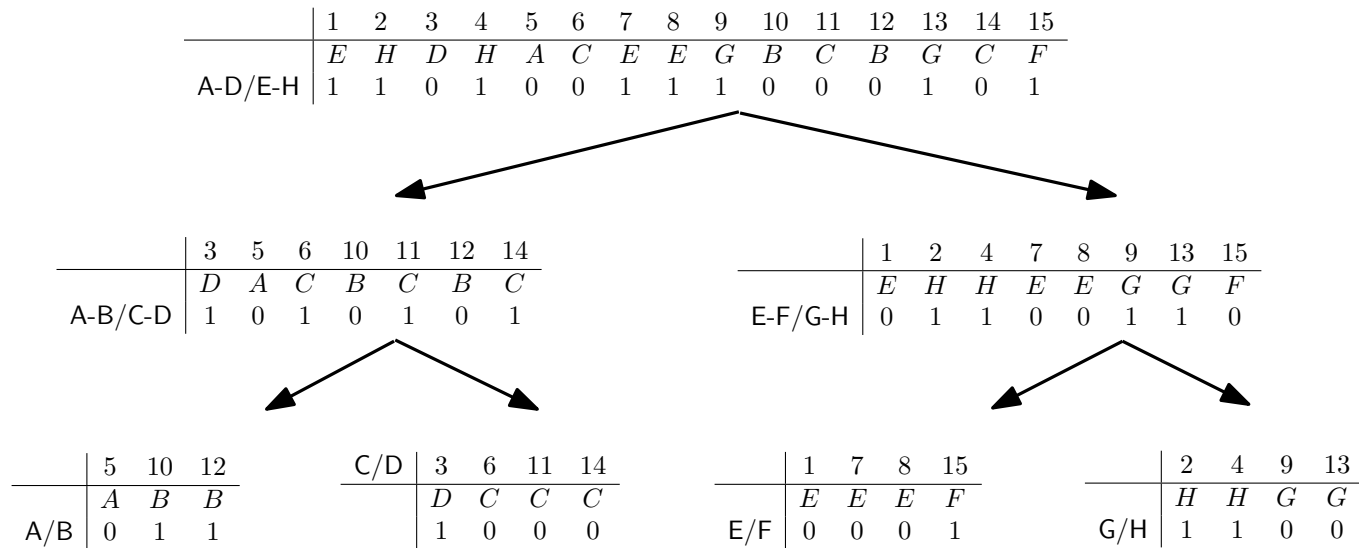 1 2 3 4 5 6 7 8 9 10 11 12 13 14 15
E H D H A C E E G B C B G C F
A-D/E-H 1 1 0 1 0 0 1 1 1 0 0 0 1 0 1
3 5 6 10 11 12 14
D A C B C B C
A-B/C-D 1 0 1 0 1 0 1
1 2 4 7 8 9 13 15
E H H E E G G F
E-F/G-H 0 1 1 0 0 1 1 0
5 10 12
A B B
A/B 0 1 1
C/D 3 6 11 14
D C C C
1 0 0 0
1 7 8 15
E E E F
E/F 0 0 0 1
2 4 9 13
H H G G
G/H 1 1 0 0